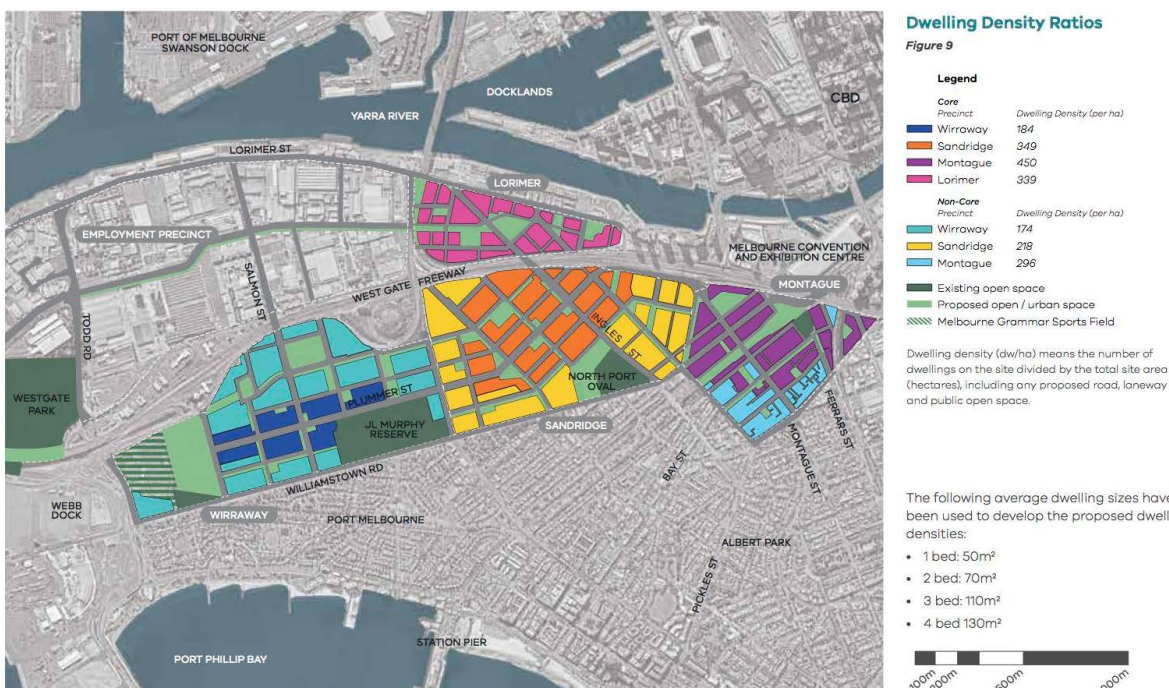 PORT OF MELBOURNE
SWANSON DOCK
DOCKLANDS
CBD
YARRA RIVER
LORIMER ST
LORIMER
EMPLOYMENT PRECINCT
MELBOURNE CONVENTION
AND EXHIBITION CENTRE
SALMON ST
WEST GATE FREEWAY
MONTAGUE
TODD RD
INGLES ST
NORTH PORT
OVAL
PLUMMER ST
WESTGATE
PARK
JL MURPHY
RESERVE
SANDRIDGE
FERRARS ST
MONTAGUE ST
BAY ST
WILLIAMSTOWN RD
WEBB
DOCK
WIRRAWAY
PORT MELBOURNE
ALBERT PARK
PICKLES ST
STATION PIER
PORT PHILLIP BAY
Dwelling Density Ratios
Figure 9
Legend
Core
Precinct Dwelling Density (per ha)
Wirraway 184
Sandridge 349
Montague 450
Lorimer 339
Non-Core
Precinct Dwelling Density (per ha)
Wirraway 174
Sandridge 218
Montague 296
Existing open space
Proposed open / urban space
Melbourne Grammar Sports Field
Dwelling density (dw/ha) means the number of
dwellings on the site divided by the total site area
(hectares), including any proposed road, laneway
and public open space.
The following average dwelling sizes have
been used to develop the proposed dwell
densities:
• 1 bed: 50m²
• 2 bed: 70m²
• 3 bed: 110m²
• 4 bed 130m²